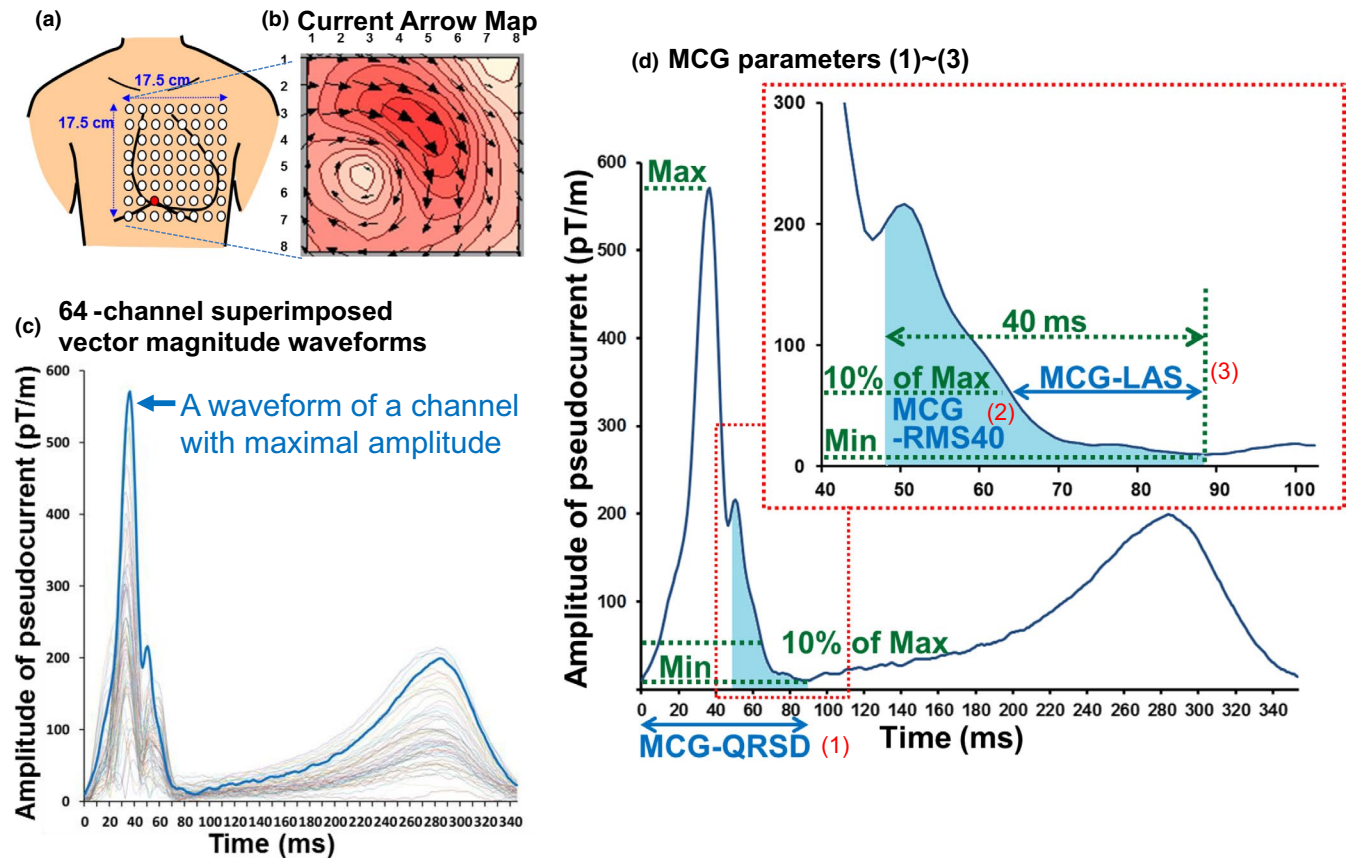 (a)
17.5 cm
17.5 cm
(b) Current Arrow Map
1 2 3 4 5 6 7 8
1
2
3
4
5
6
7
8
(c) 64-channel superimposed
vector magnitude waveforms
Amplitude of pseudocurrent (pT/m)
600
500
400
300
200
100
0
A waveform of a channel
with maximal amplitude
0 20 40 60 80 100 120 140 160 180 200 220 240 260 280 300 320 340
Time (ms)
(d) MCG parameters (1)~(3)
Amplitude of pseudocurrent (pT/m)
600
500
400
300
200
100
Max
10% of Max
Min
0 20 40 60 80 100 120 140 160 180 200 220 240 260 280 300 320 340
MCG-QRSD (1)
Time (ms)
300
200
100
0
40 ms
10% of Max
MCG-LAS (3)
MCG (2)
-RMS40
Min
40 50 60 70 80 90 100